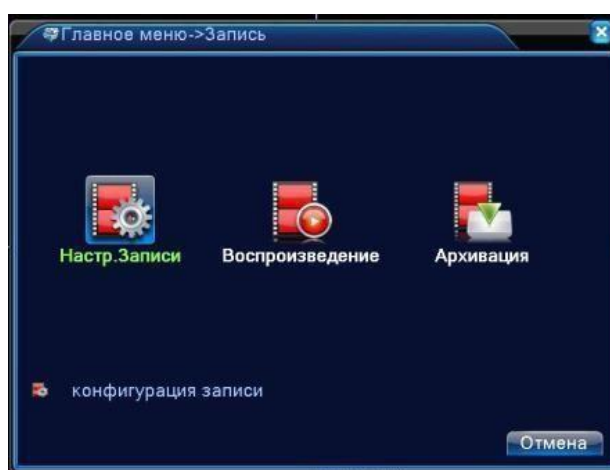 Главное меню->Запись
Настр.Записи Воспроизведение Архивация
конфигурация записи
Отмена